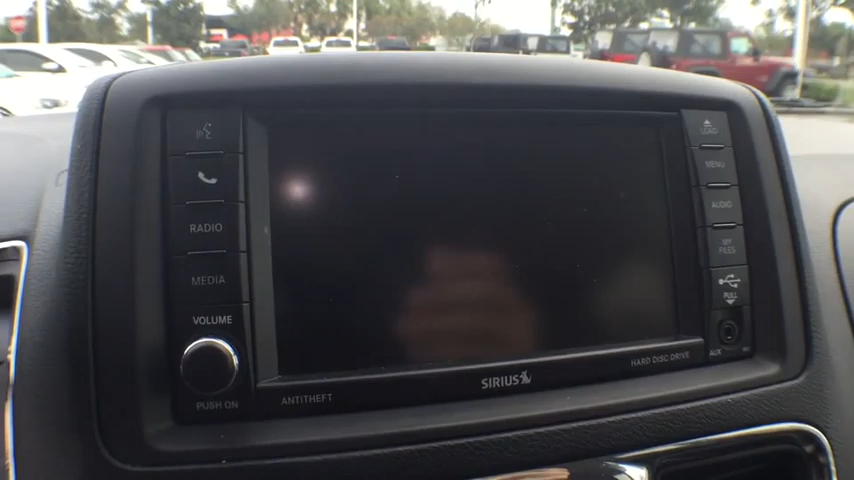 LOAD
MENU
AUDIO
RADIO
MY
FILES
MEDIA
PULL
VOLUME
AUX
HARD DISC DRIVE
SIRIUS
ANTITHEFT
PUSH ON